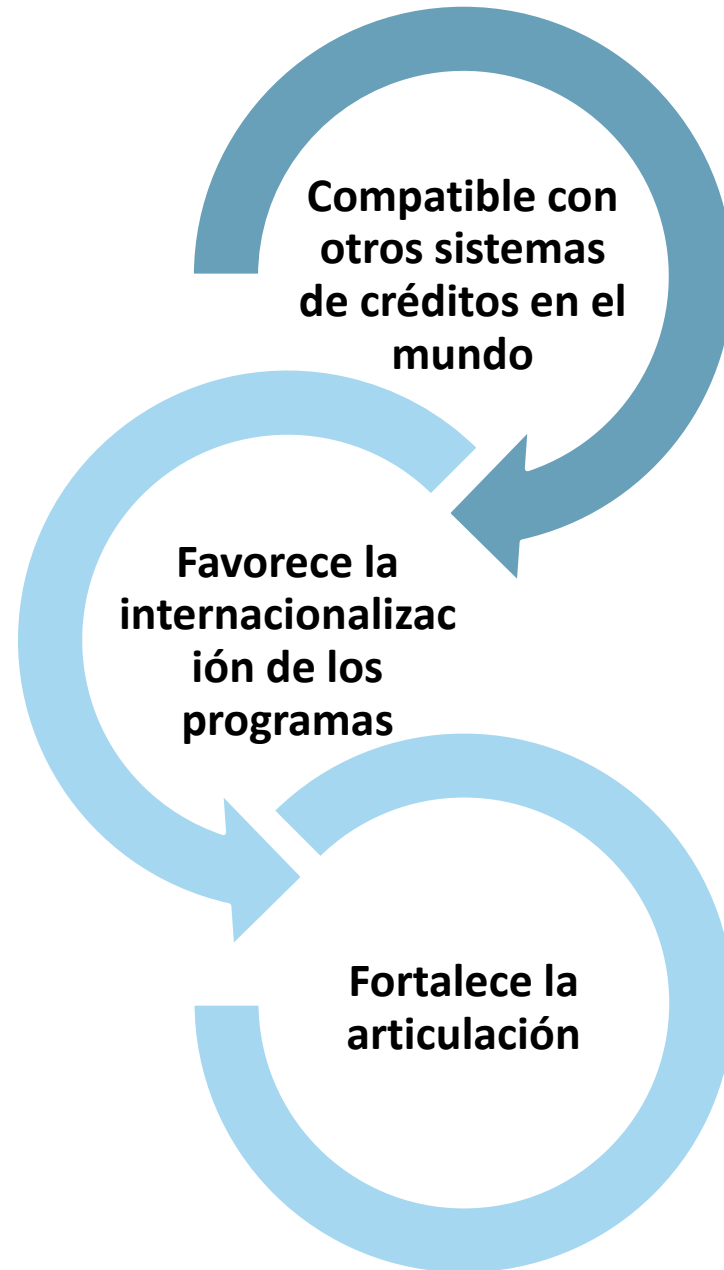 Compatible con
otros sistemas
de créditos en el
mundo
Favorece la
internacionalizac
ión de los
programas
Fortalece la
articulación